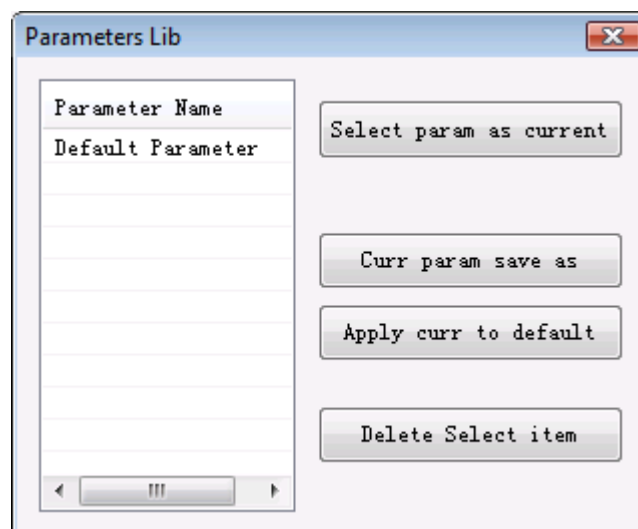 Parameters Lib
Parameter Name
Default Parameter
Select param as current
Curr param save as
Apply curr to default
Delete Select item